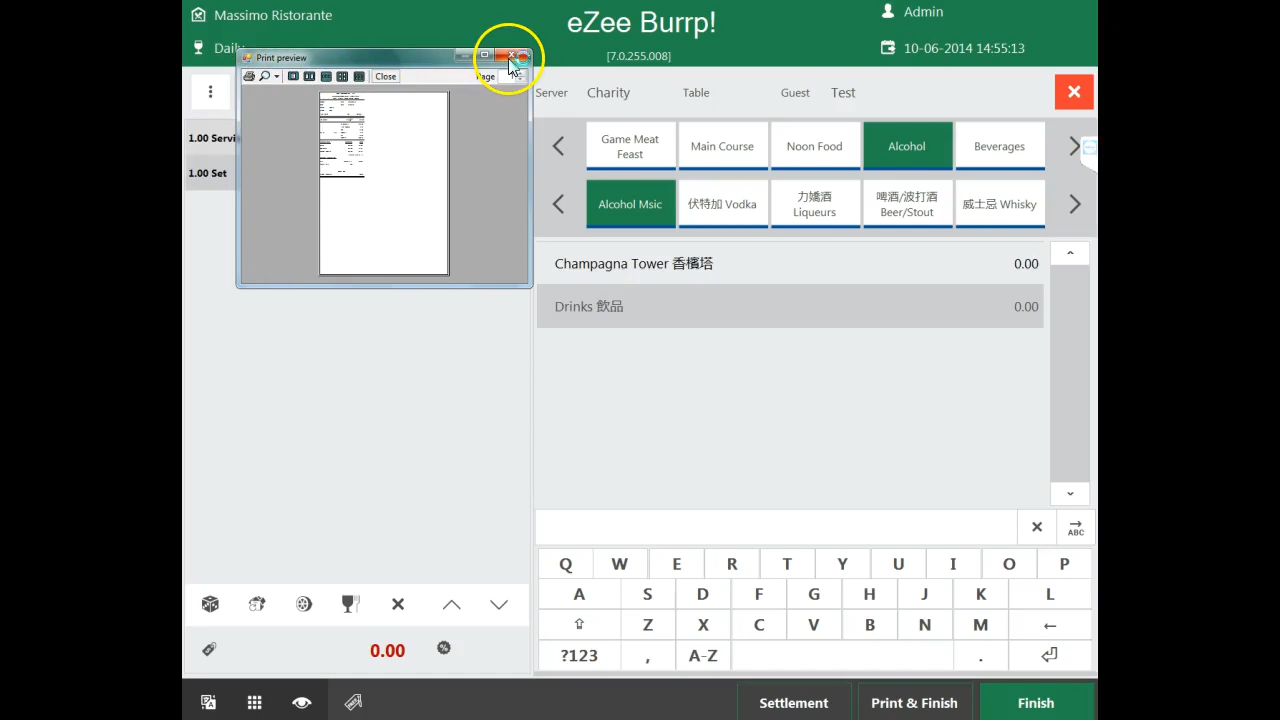 Massimo Ristorante
eZee Burrp!
Admin
[7.0.255.008]
10-06-2014 14:55:13
Print preview
Close
Page
Server
Charity
Table
Guest
Test
Game Meat
Feast
Main Course
Noon Food
Alcohol
Beverages
1.00 Servi
1.00 Set
Alcohol Msic
伏特加 Vodka
力嬌酒
Liqueurs
啤酒/波打酒
Beer/Stout
威士忌 Whisky
Champagna Tower 香檳塔
0.00
Drinks 飲品
0.00
ABC
Q W E R T Y U I O P
A S D F G H J K L
Z X C V B N M
?123 , A-Z .
0.00
Settlement
Print & Finish
Finish